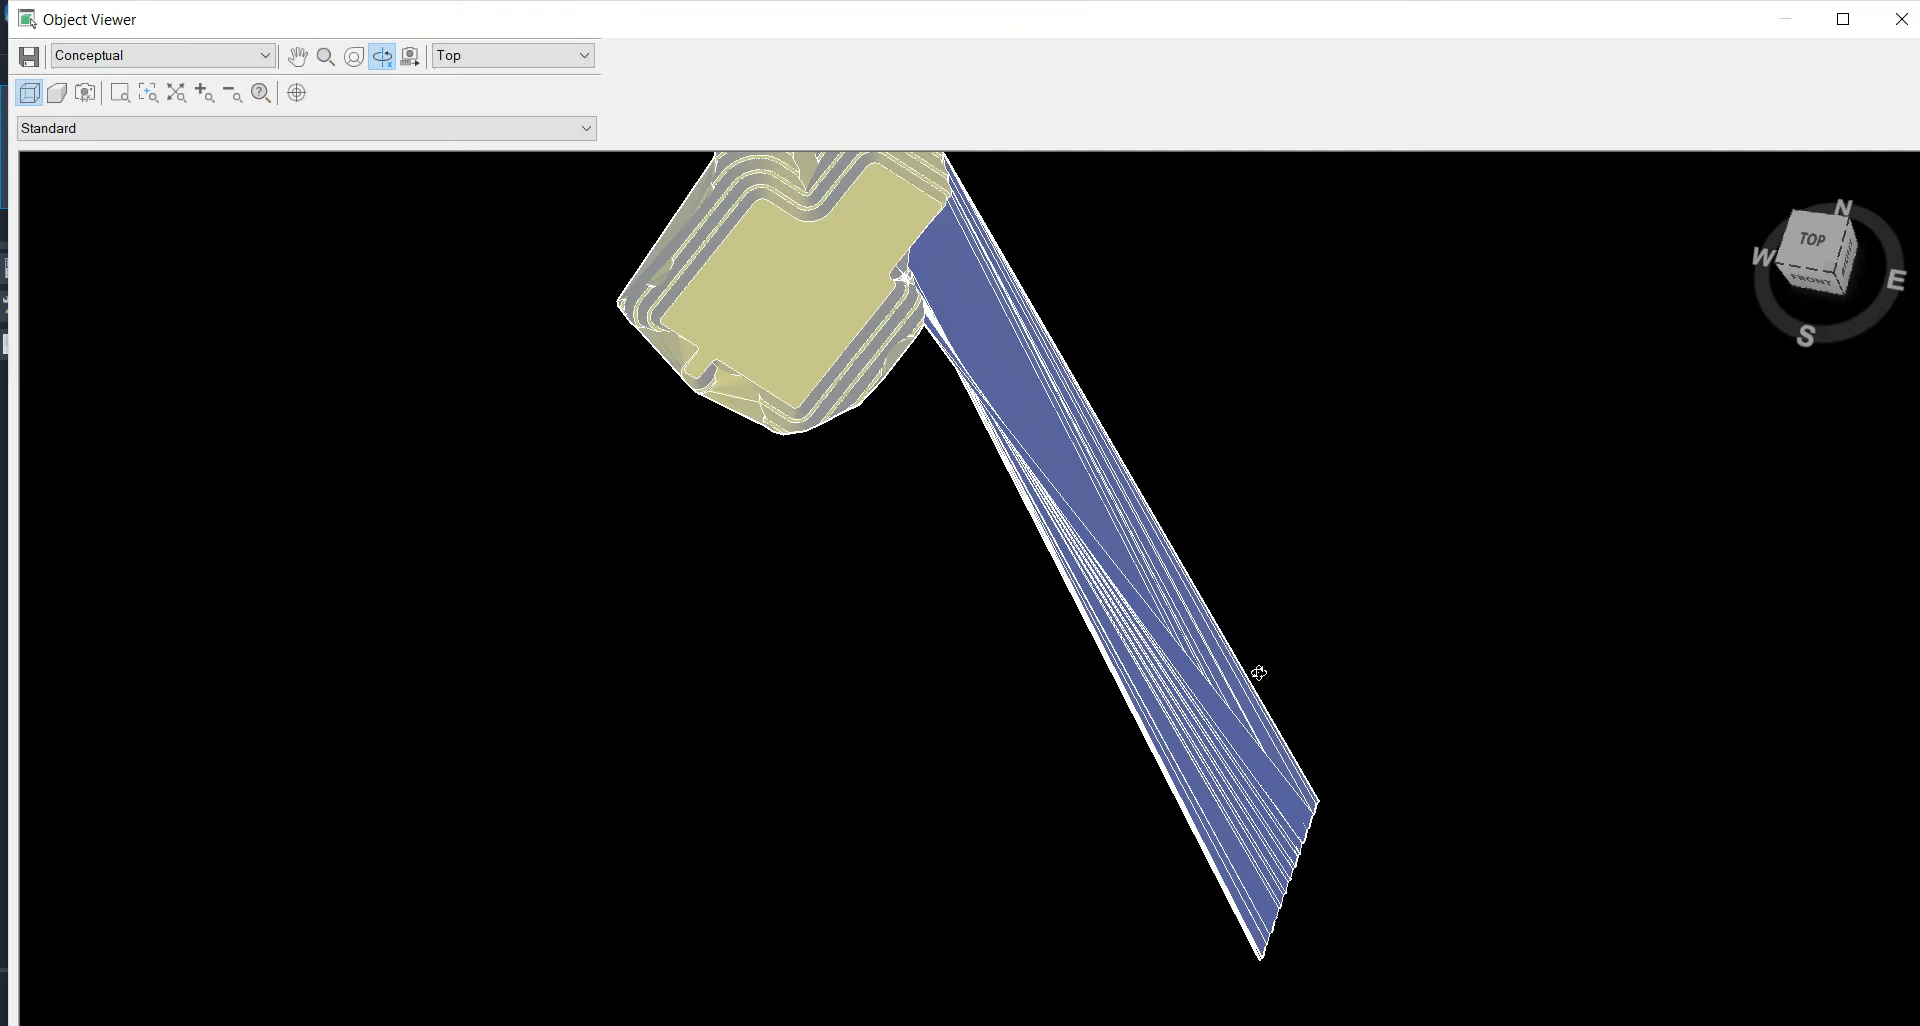 Object Viewer
Conceptual
Top
Standard
N
TOP
W
FRONT
E
S